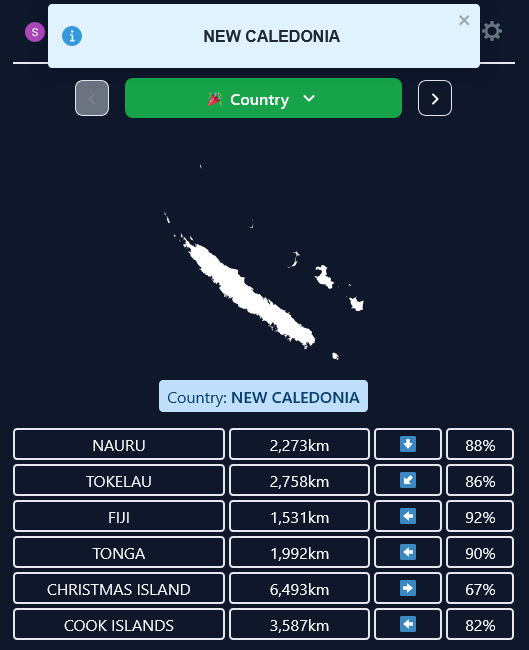 S
NEW CALEDONIA
Country
Country: NEW CALEDONIA
NAURU 2,273km ⬇️ 88%
TOKELAU 2,758km ↙️ 86%
FIJI 1,531km ⬅️ 92%
TONGA 1,992km ⬅️ 90%
CHRISTMAS ISLAND 6,493km ➡️ 67%
COOK ISLANDS 3,587km ⬅️ 82%